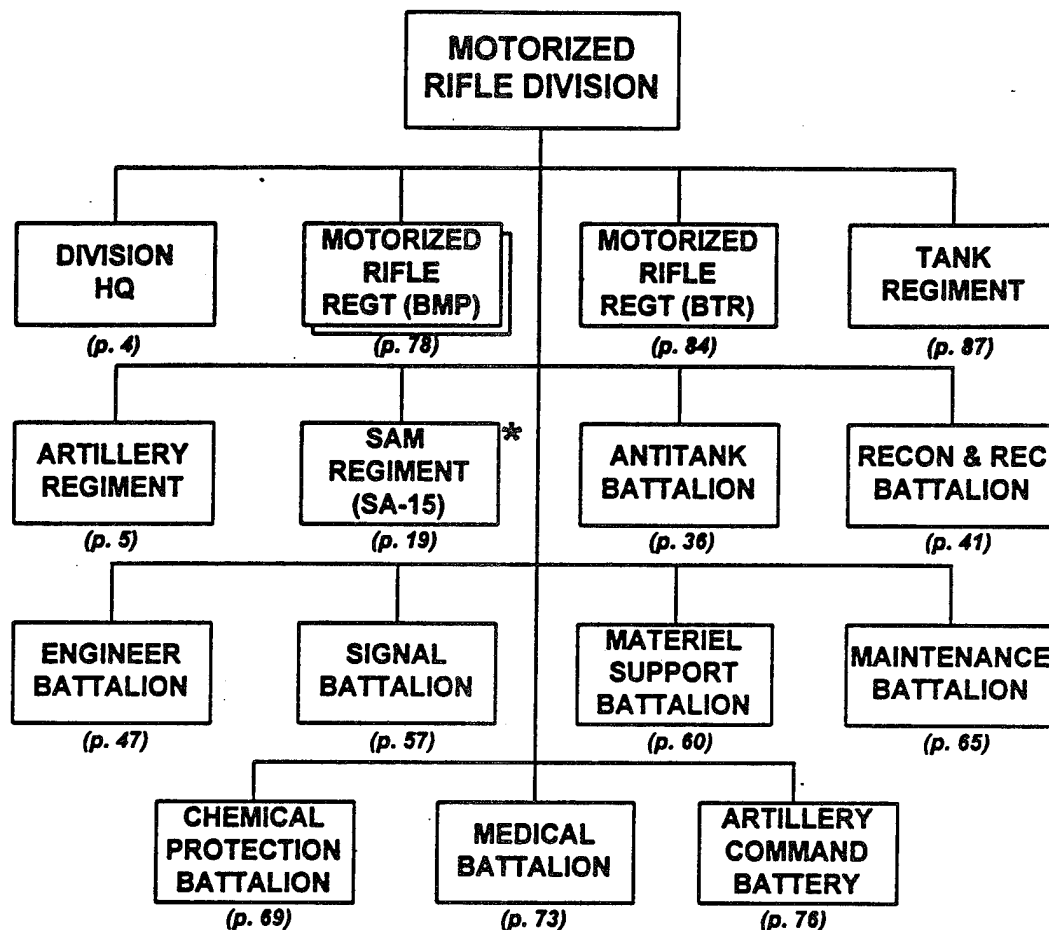 MOTORIZED
RIFLE DIVISION
DIVISION
HQ
(p. 4)
MOTORIZED
RIFLE
REGT (BMP)
(p. 78)
MOTORIZED
RIFLE
REGT (BTR)
(p. 84)
TANK
REGIMENT
(p. 87)
ARTILLERY
REGIMENT
(p. 5)
SAM
REGIMENT
(SA-15)
*
(p. 19)
ANTITANK
BATTALION
(p. 36)
RECON & REC
BATTALION
(p. 41)
ENGINEER
BATTALION
(p. 47)
SIGNAL
BATTALION
(p. 57)
MATERIEL
SUPPORT
BATTALION
(p. 60)
MAINTENANCE
BATTALION
(p. 65)
CHEMICAL
PROTECTION
BATTALION
(p. 69)
MEDICAL
BATTALION
(p. 73)
ARTILLERY
COMMAND
BATTERY
(p. 76)